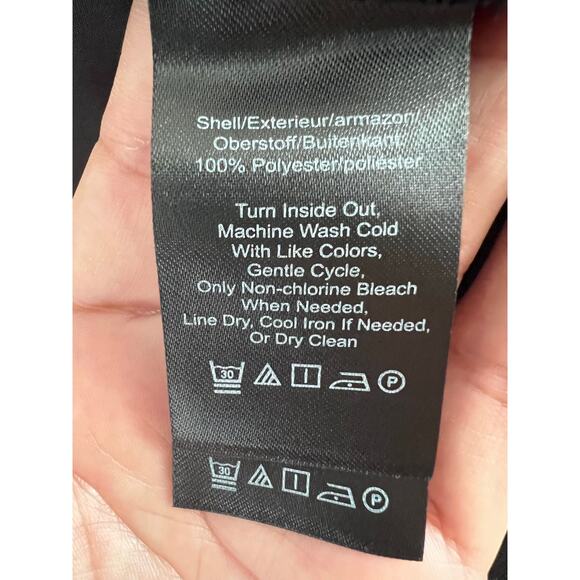 Shell/Exterieur/armazon/
Oberstoff/Buitenkant
100% Polyester/poliester
Turn Inside Out,
Machine Wash Cold
With Like Colors,
Gentle Cycle,
Only Non-chlorine Bleach
When Needed,
Line Dry, Cool Iron If Needed,
Or Dry Clean
30 P
30 P